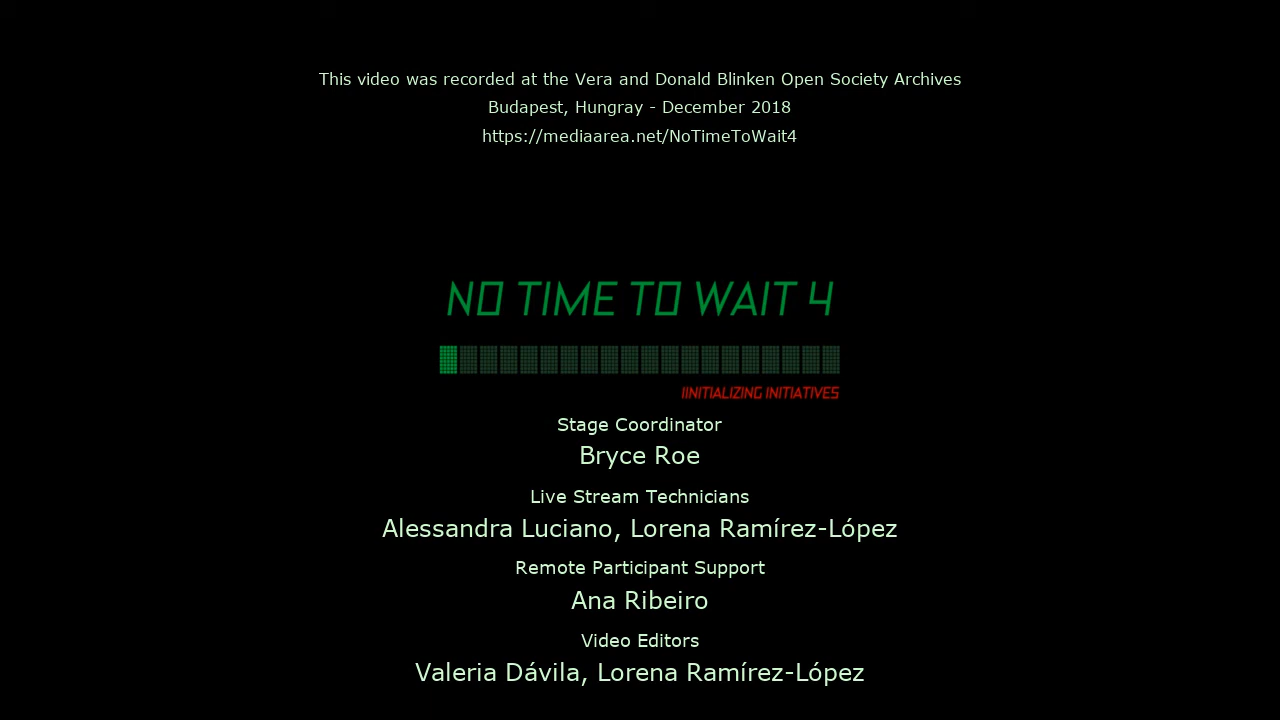 This video was recorded at the Vera and Donald Blinken Open Society Archives
Budapest, Hungray - December 2018
https://mediaarea.net/NoTimeToWait4
NO TIME TO WAIT 4
IINITIALIZING INITIATIVES
Stage Coordinator
Bryce Roe
Live Stream Technicians
Alessandra Luciano, Lorena Ramírez-López
Remote Participant Support
Ana Ribeiro
Video Editors
Valeria Dávila, Lorena Ramírez-López